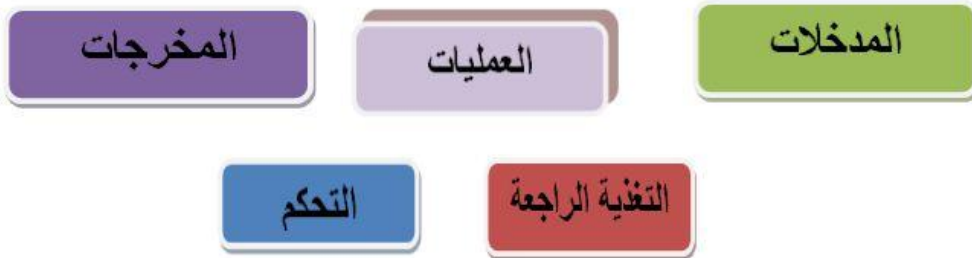 المدخلات
العمليات
المخرجات
التغذية الراجعة
التحكم